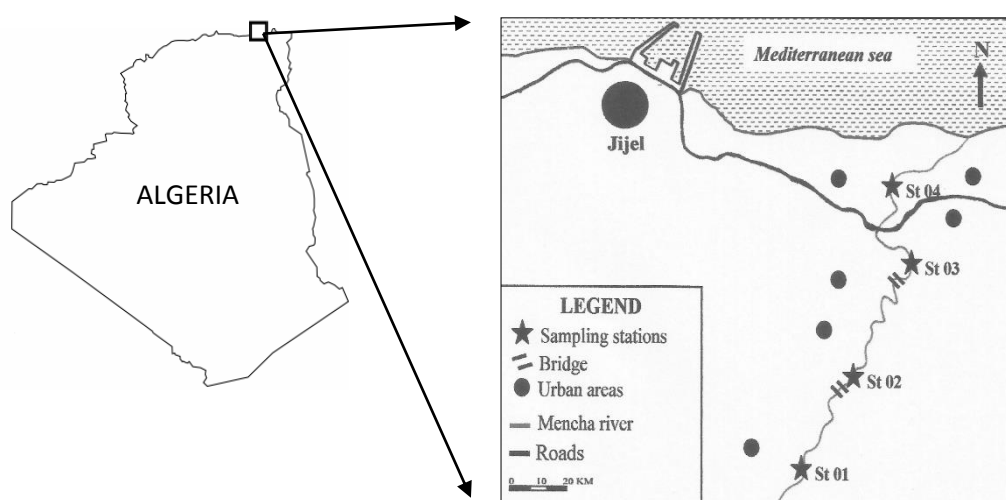 ALGERIA
Mediterranean sea
N
Jijel
St 04
St 03
St 02
St 01
LEGEND
Sampling stations
Bridge
Urban areas
Mencha river
Roads
0 10 20 KM